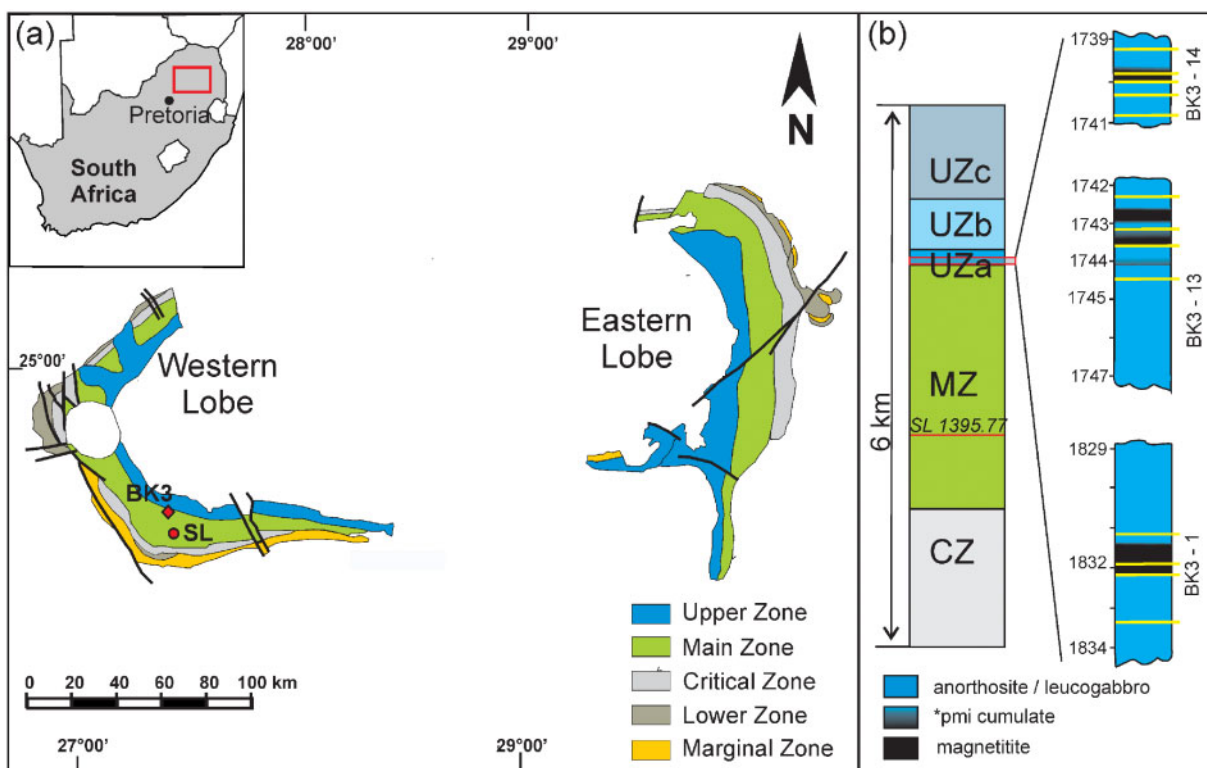 (a)
28°00'
29°00'
Pretoria
South
Africa
N
Western
Lobe
Eastern
Lobe
25°00'
BK3
SL
Upper Zone
Main Zone
Critical Zone
Lower Zone
Marginal Zone
0 20 40 60 80 100 km
27°00'
29°00'
(b)
6 km
UZc
UZb
UZa
MZ
SL 1395.77
CZ
1739
1741
BK3 - 14
1742
1743
1744
1745
1747
BK3 - 13
1829
1832
1834
BK3 - 1
anorthosite / leucogabbro
*pmi cumulate
magnetitite